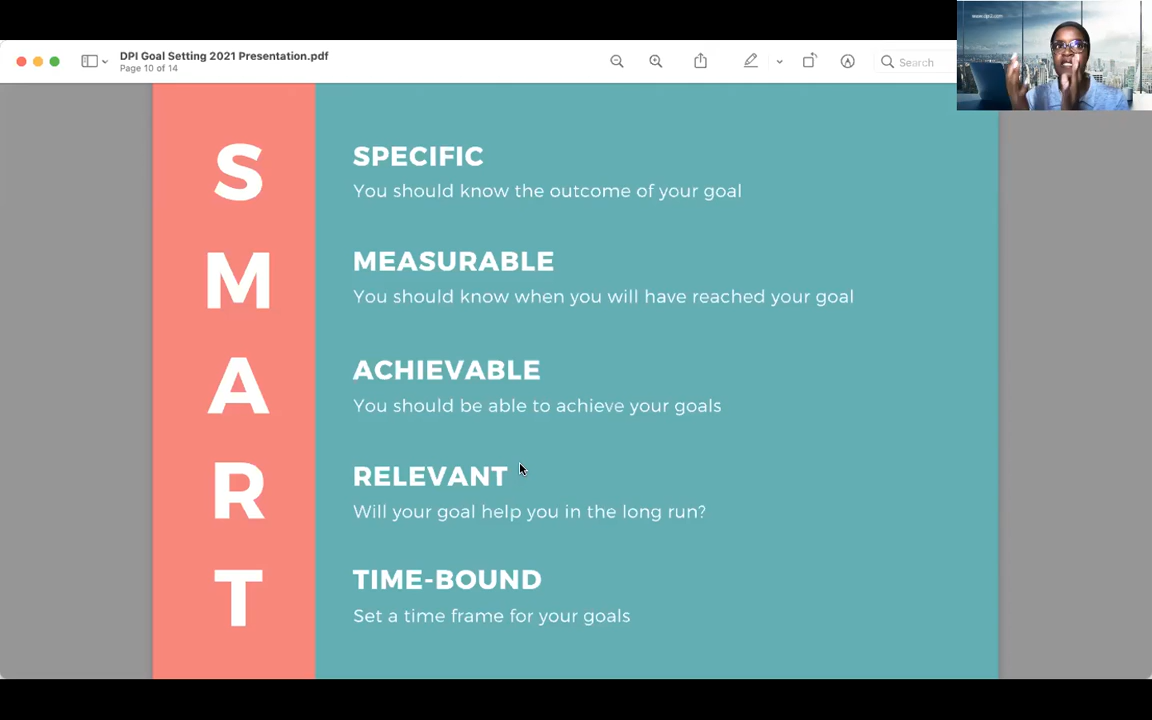 DPI Goal Setting 2021 Presentation.pdf
Page 10 of 14
Search
S
SPECIFIC
You should know the outcome of your goal
M
MEASURABLE
You should know when you will have reached your goal
A
ACHIEVABLE
You should be able to achieve your goals
R
RELEVANT
Will your goal help you in the long run?
T
TIME-BOUND
Set a time frame for your goals